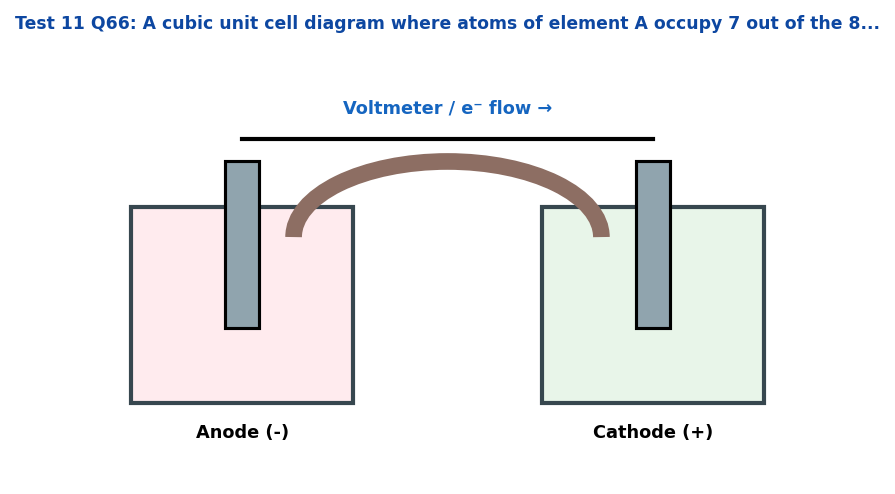 Test 11 Q66: A cubic unit cell diagram where atoms of element A occupy 7 out of the 8...
Voltmeter / e⁻ flow →
Anode (-)
Cathode (+)